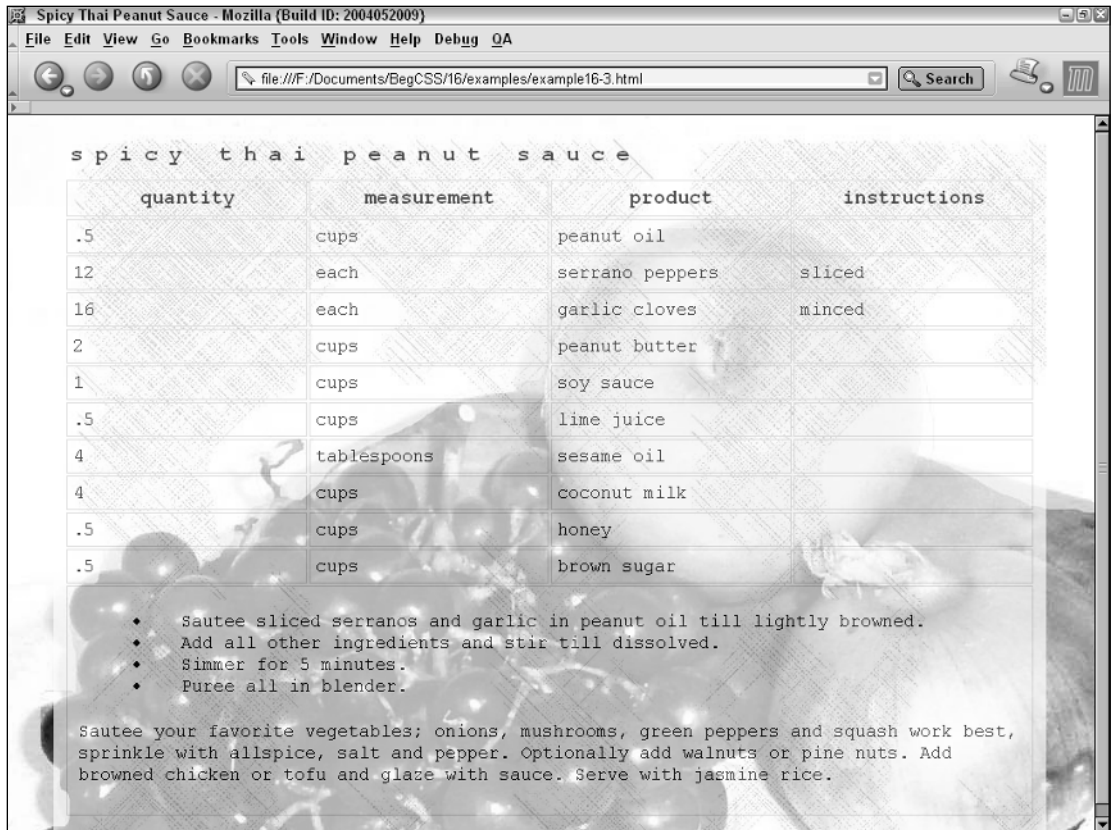 Spicy Thai Peanut Sauce - Mozilla {Build ID: 2004052009}
File Edit View Go Bookmarks Tools Window Help Debug QA
file:///F:/Documents/BegCSS/16/examples/example16-3.html Search
spicy thai peanut sauce
quantity measurement product instructions
.5 cups peanut oil
12 each serrano peppers sliced
16 each garlic cloves minced
2 cups peanut butter
1 cups soy sauce
.5 cups lime juice
4 tablespoons sesame oil
4 cups coconut milk
.5 cups honey
.5 cups brown sugar
• Sautee sliced serranos and garlic in peanut oil till lightly browned.
• Add all other ingredients and stir till dissolved.
• Simmer for 5 minutes.
• Puree all in blender.
Sautee your favorite vegetables; onions, mushrooms, green peppers and squash work best,
sprinkle with allspice, salt and pepper. Optionally add walnuts or pine nuts. Add
browned chicken or tofu and glaze with sauce. Serve with jasmine rice.